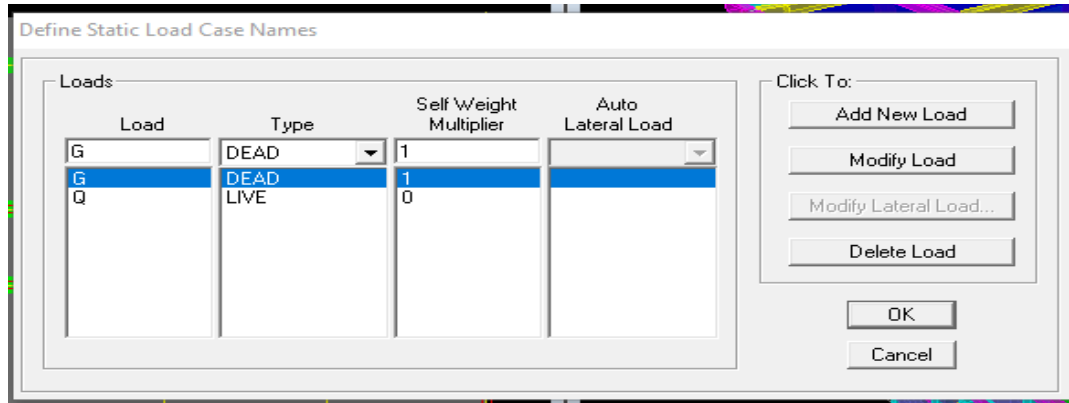 Define Static Load Case Names
Loads
Load
Type
Self Weight
Multiplier
Auto
Lateral Load
G
DEAD
1
G
DEAD
1
Q
LIVE
0
Click To:
Add New Load
Modify Load
Modify Lateral Load...
Delete Load
OK
Cancel